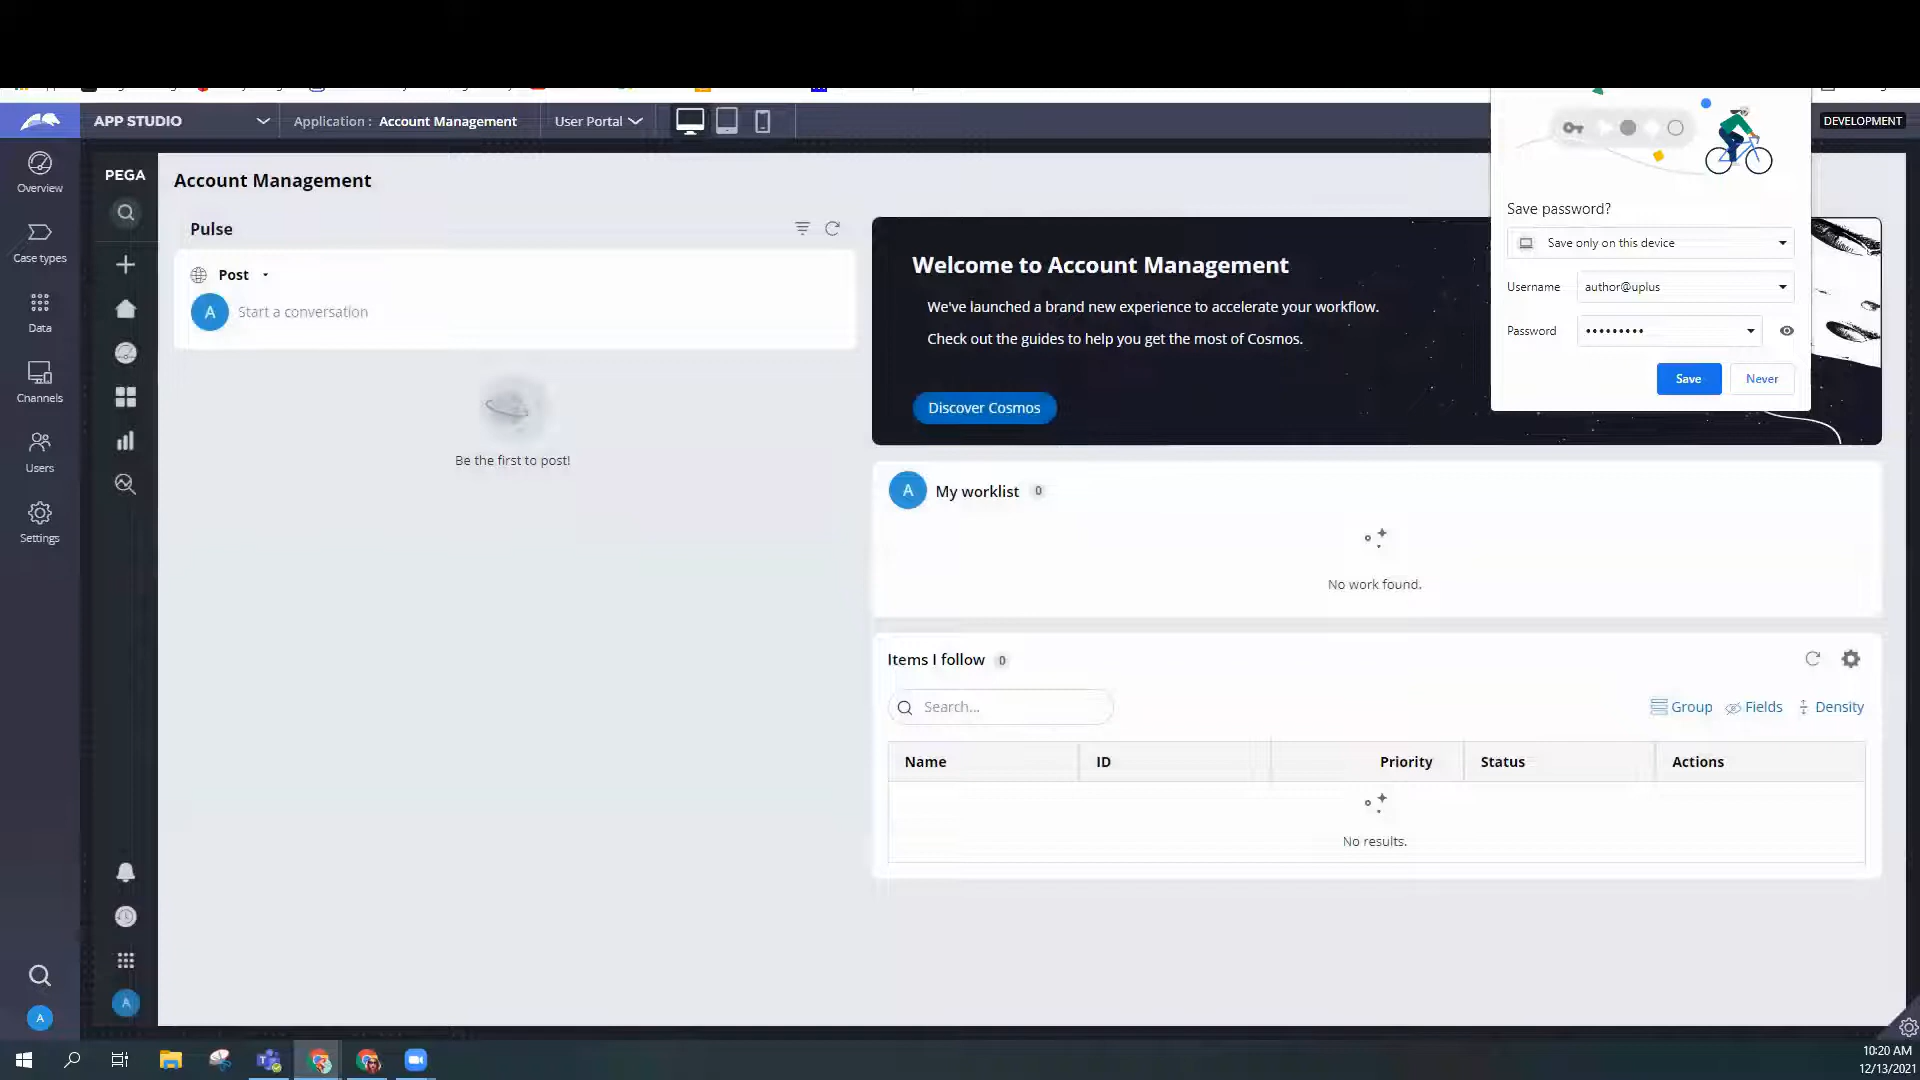 APP STUDIO
Application : Account Management
User Portal
DEVELOPMENT
Overview
Case types
Data
Channels
Users
Settings
A
PEGA
A
Account Management
Pulse
Post
A
Start a conversation
Be the first to post!
Welcome to Account Management
We've launched a brand new experience to accelerate your workflow.
Check out the guides to help you get the most of Cosmos.
Discover Cosmos
Save password?
Save only on this device
Username author@uplus
Password •••••••••
Save Never
A My worklist 0
No work found.
Items I follow 0
Search...
Group Fields Density
Name ID Priority Status Actions
No results.
10:20 AM
12/13/2021